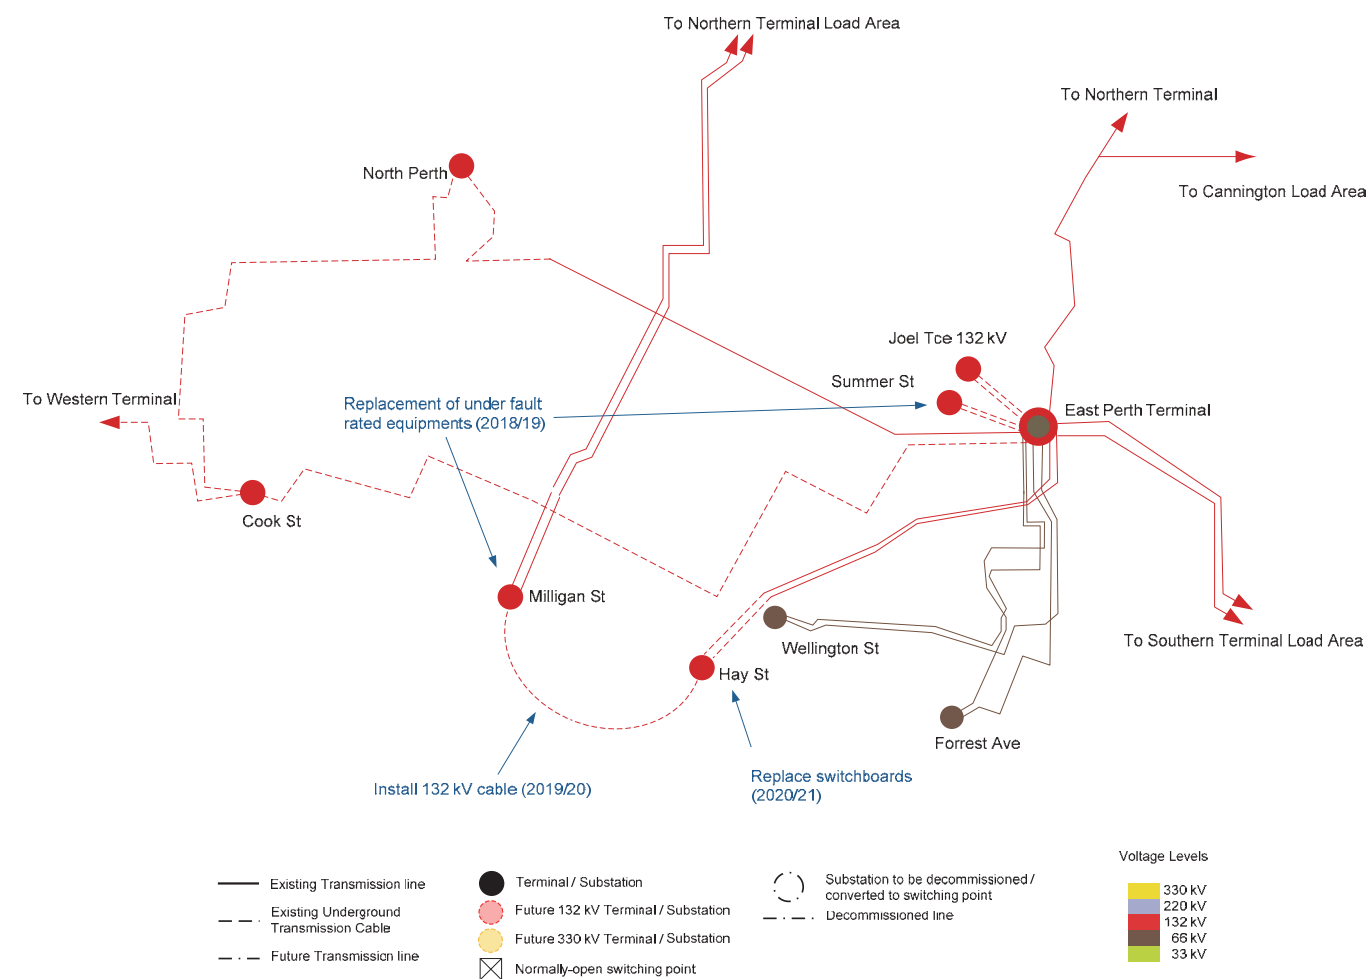 To Northern Terminal Load Area
To Northern Terminal
North Perth
To Cannington Load Area
Joel Tce 132 kV
Summer St
To Western Terminal
Replacement of under fault
rated equipments (2018/19)
East Perth Terminal
Cook St
Milligan St
Wellington St
To Southern Terminal Load Area
Hay St
Forrest Ave
Install 132 kV cable (2019/20)
Replace switchboards
(2020/21)
Existing Transmission line
Existing Underground
Transmission Cable
Future Transmission line
Terminal / Substation
Future 132 kV Terminal / Substation
Future 330 kV Terminal / Substation
Normally-open switching point
Substation to be decommissioned /
converted to switching point
Decommissioned line
Voltage Levels
330 kV
220 kV
132 kV
66 kV
33 kV